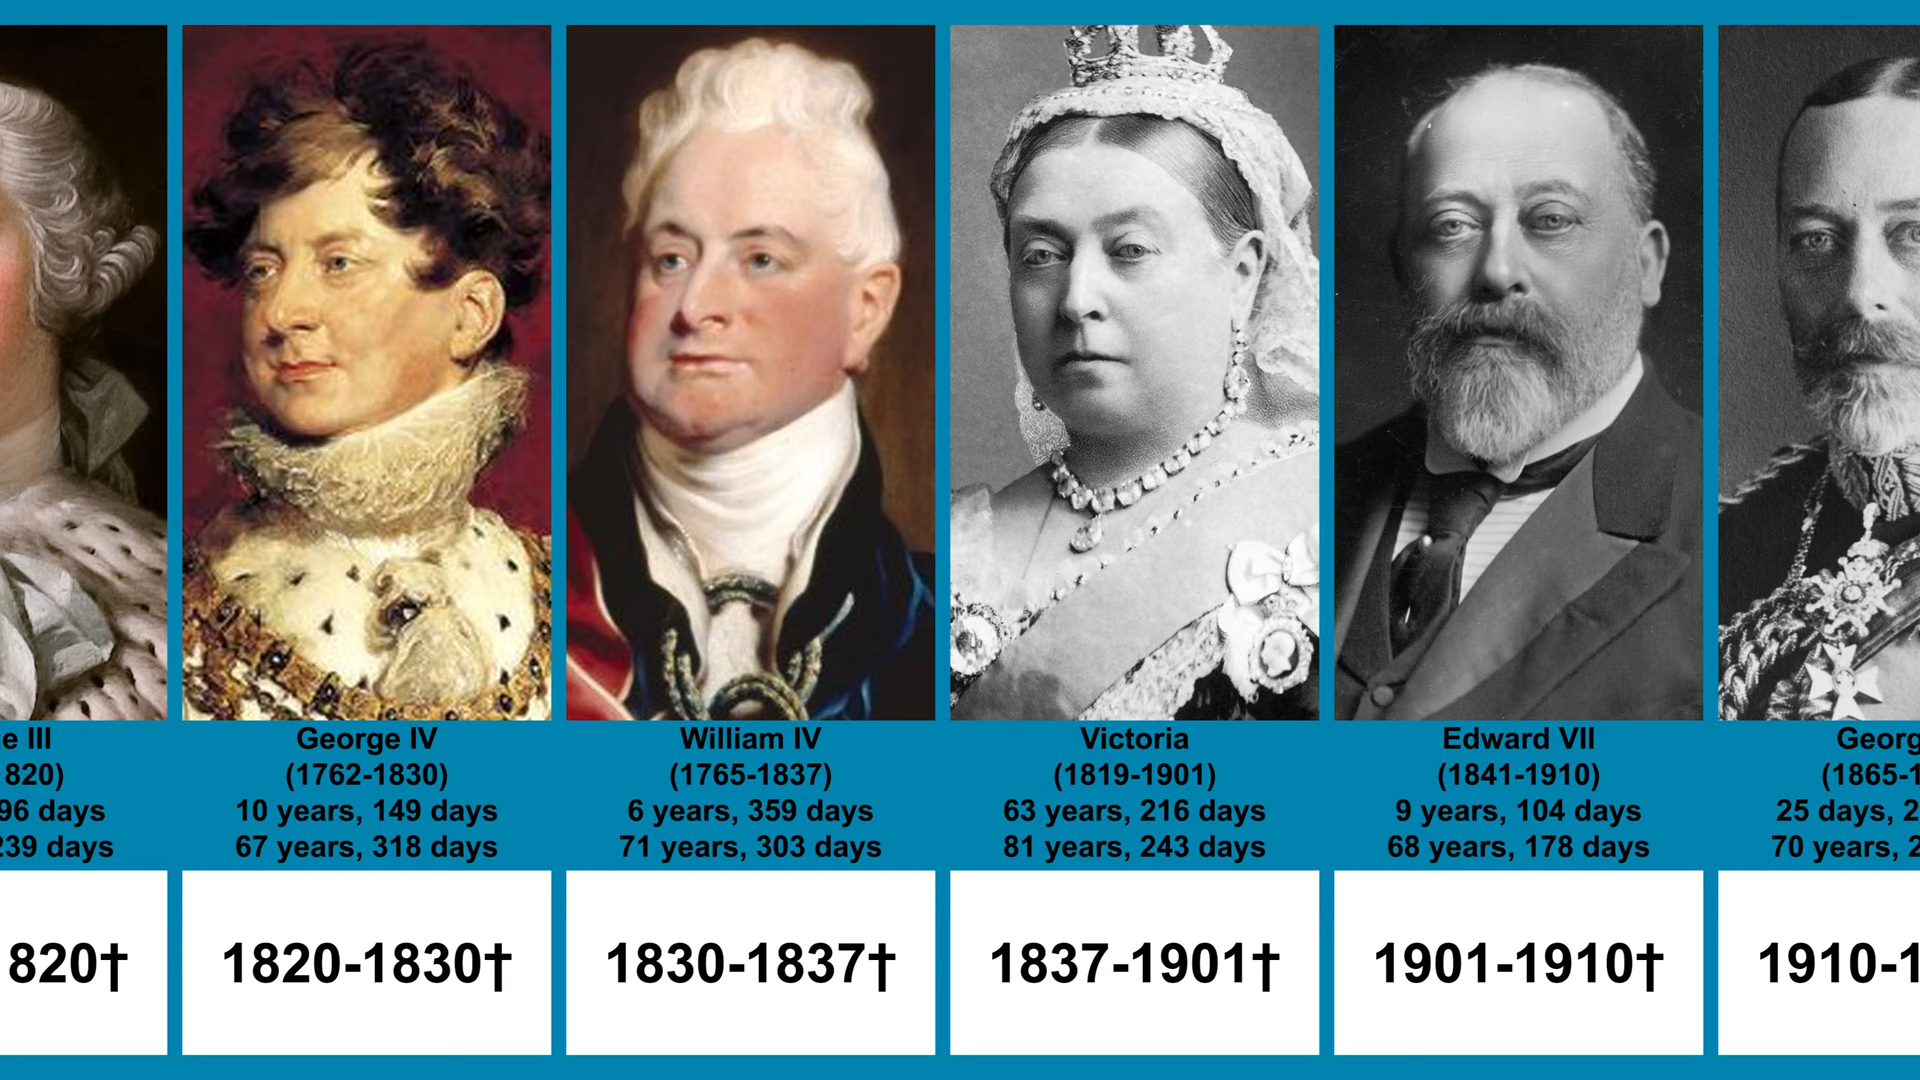 e III
820)
96 days
239 days
820†
George IV
(1762-1830)
10 years, 149 days
67 years, 318 days
1820-1830†
William IV
(1765-1837)
6 years, 359 days
71 years, 303 days
1830-1837†
Victoria
(1819-1901)
63 years, 216 days
81 years, 243 days
1837-1901†
Edward VII
(1841-1910)
9 years, 104 days
68 years, 178 days
1901-1910†
Georg
(1865-1
25 days, 2
70 years, 2
1910-1